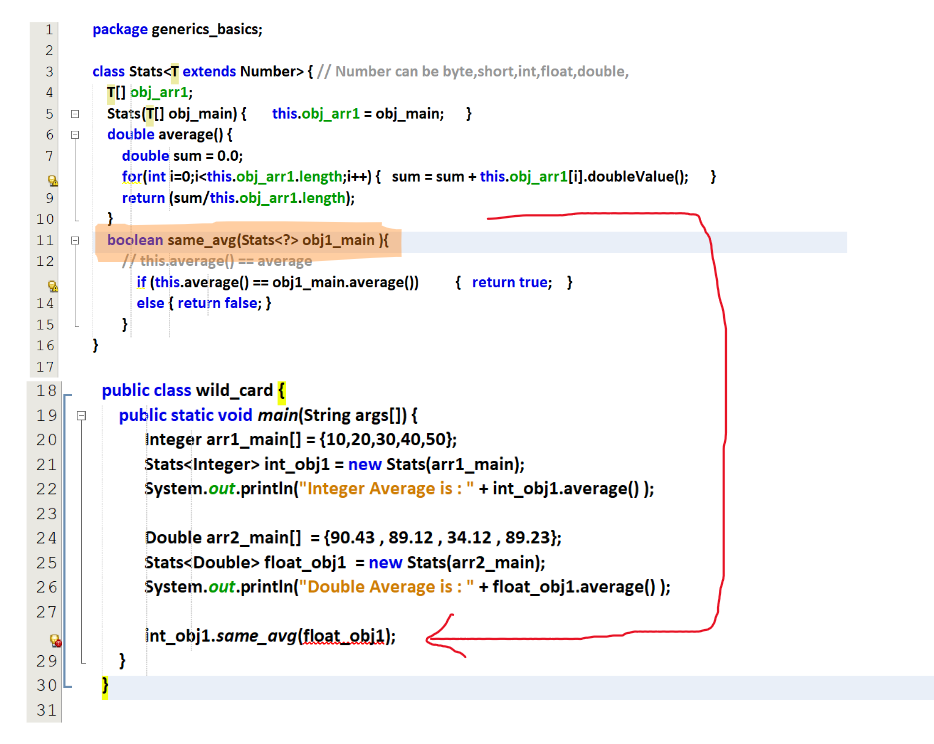 1 package generics_basics;
2
3 class Stats<T extends Number> { // Number can be byte,short,int,float,double,
4 T[] obj_arr1;
5 Stats(T[] obj_main) { this.obj_arr1 = obj_main; }
6 double average() {
7 double sum = 0.0;
for(int i=0;i<this.obj_arr1.length;i++) { sum = sum + this.obj_arr1[i].doubleValue(); }
9 return (sum/this.obj_arr1.length);
10 }
11 boolean same_avg(Stats<?> obj1_main ){
12 // this.average() == average
if (this.average() == obj1_main.average()) { return true; }
14 else { return false; }
15 }
16 }
17
18 public class wild_card {
19 public static void main(String args[]) {
20 Integer arr1_main[] = {10,20,30,40,50};
21 Stats<Integer> int_obj1 = new Stats(arr1_main);
22 System.out.println("Integer Average is : " + int_obj1.average() );
23
24 Double arr2_main[] = {90.43 , 89.12 , 34.12 , 89.23};
25 Stats<Double> float_obj1 = new Stats(arr2_main);
26 System.out.println("Double Average is : " + float_obj1.average() );
27
int_obj1.same_avg(float_obj1);
29 }
30 }
31